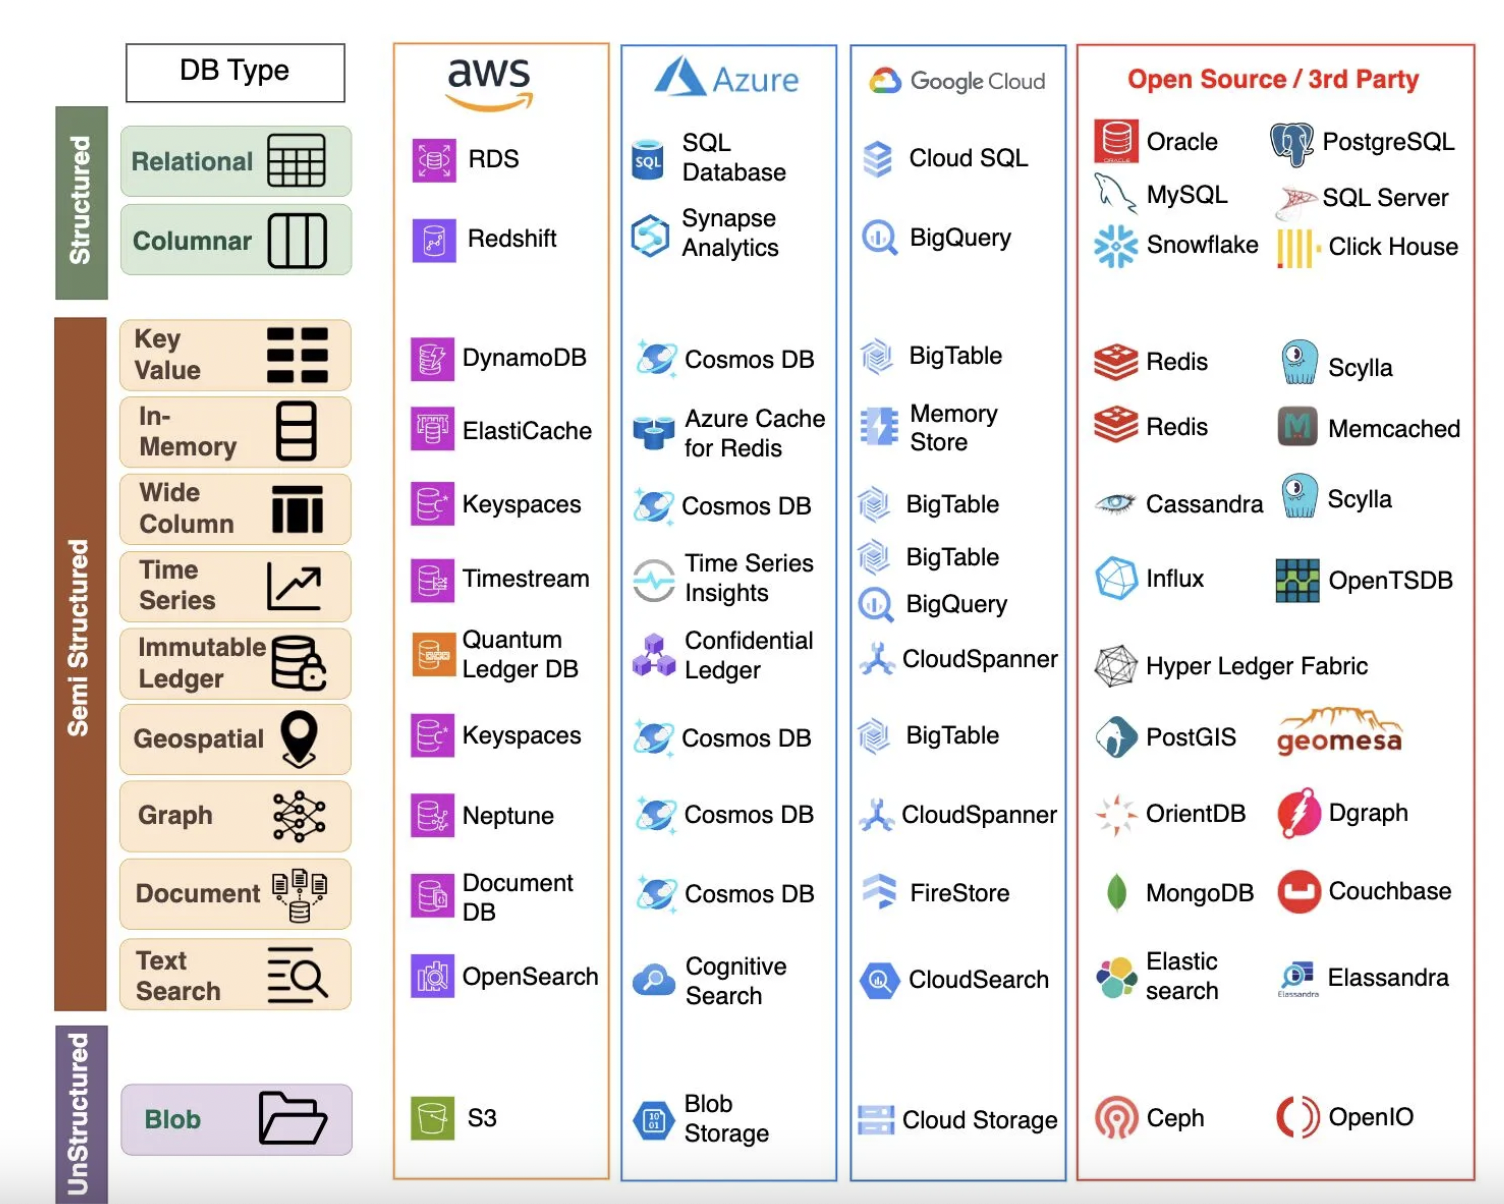 DB Type
aws
Azure
Google Cloud
Open Source / 3rd Party
Structured
Relational
RDS
SQL
SQL
Database
Cloud SQL
ORACLE
Oracle
PostgreSQL
MySQL
SQL Server
Columnar
Redshift
Synapse
Analytics
BigQuery
Snowflake
Click House
Semi Structured
Key
Value
DynamoDB
Cosmos DB
BigTable
Redis
Scylla
In-
Memory
ElastiCache
Azure Cache
for Redis
Memory
Store
Redis
M
Memcached
Wide
Column
Keyspaces
Cosmos DB
BigTable
Cassandra
Scylla
Time
Series
Timestream
Time Series
Insights
BigTable
BigQuery
Influx
OpenTSDB
Immutable
Ledger
Quantum
Ledger DB
Confidential
Ledger
CloudSpanner
Hyper Ledger Fabric
Geospatial
Keyspaces
Cosmos DB
BigTable
PostGIS
geomesa
Graph
Neptune
Cosmos DB
CloudSpanner
OrientDB
Dgraph
Document
Document
DB
Cosmos DB
FireStore
MongoDB
Couchbase
Text
Search
OpenSearch
Cognitive
Search
CloudSearch
Elastic
search
Elassandra
Elassandra
UnStructured
Blob
S3
10
01
Blob
Storage
Cloud Storage
Ceph
OpenIO